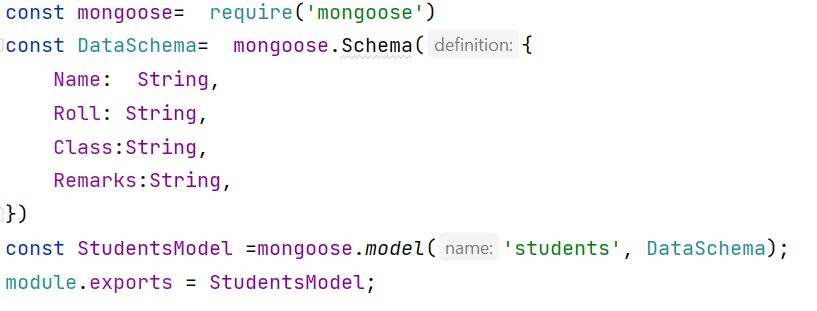 const mongoose=  require('mongoose')
const DataSchema=  mongoose.Schema( definition: {
    Name:  String,
    Roll: String,
    Class:String,
    Remarks:String,
})
const StudentsModel =mongoose.model( name: 'students', DataSchema);
module.exports = StudentsModel;